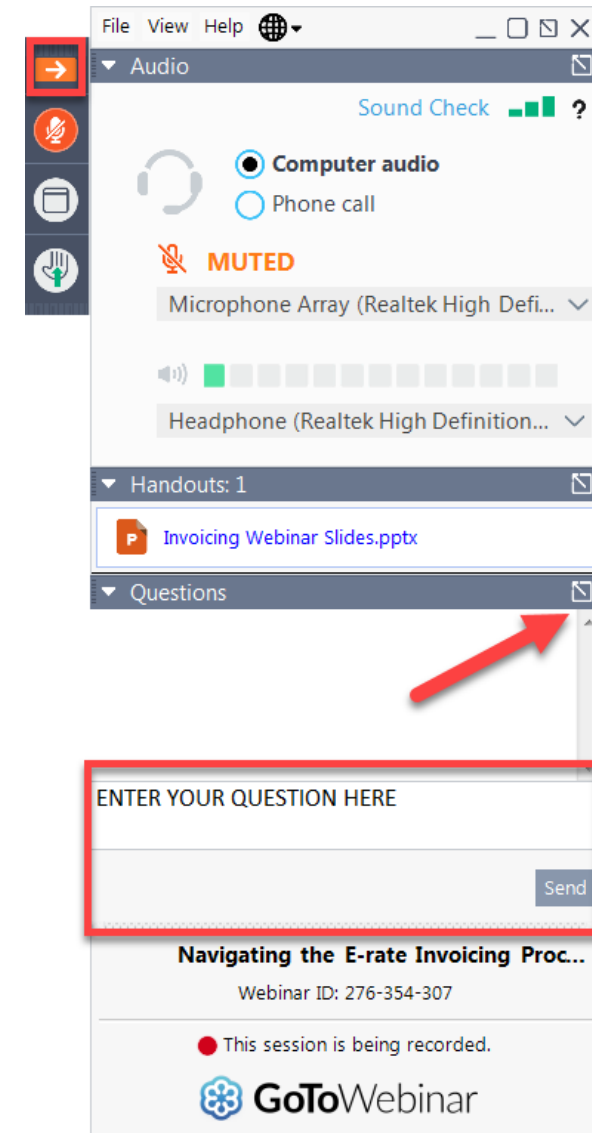 File View Help
Audio
Sound Check ?
Computer audio
Phone call
MUTED
Microphone Array (Realtek High Defi...
Headphone (Realtek High Definition...
Handouts: 1
P Invoicing Webinar Slides.pptx
Questions
ENTER YOUR QUESTION HERE
Send
Navigating the E-rate Invoicing Proc...
Webinar ID: 276-354-307
This session is being recorded.
GoToWebinar